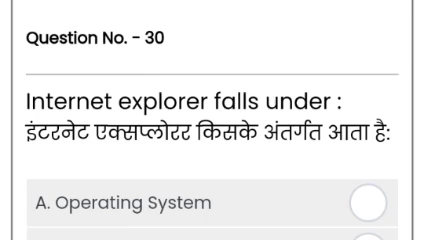 Question No. - 30
Internet explorer falls under :
इंटरनेट एक्सप्लोरर किसके अंतर्गत आता है:
A. Operating System